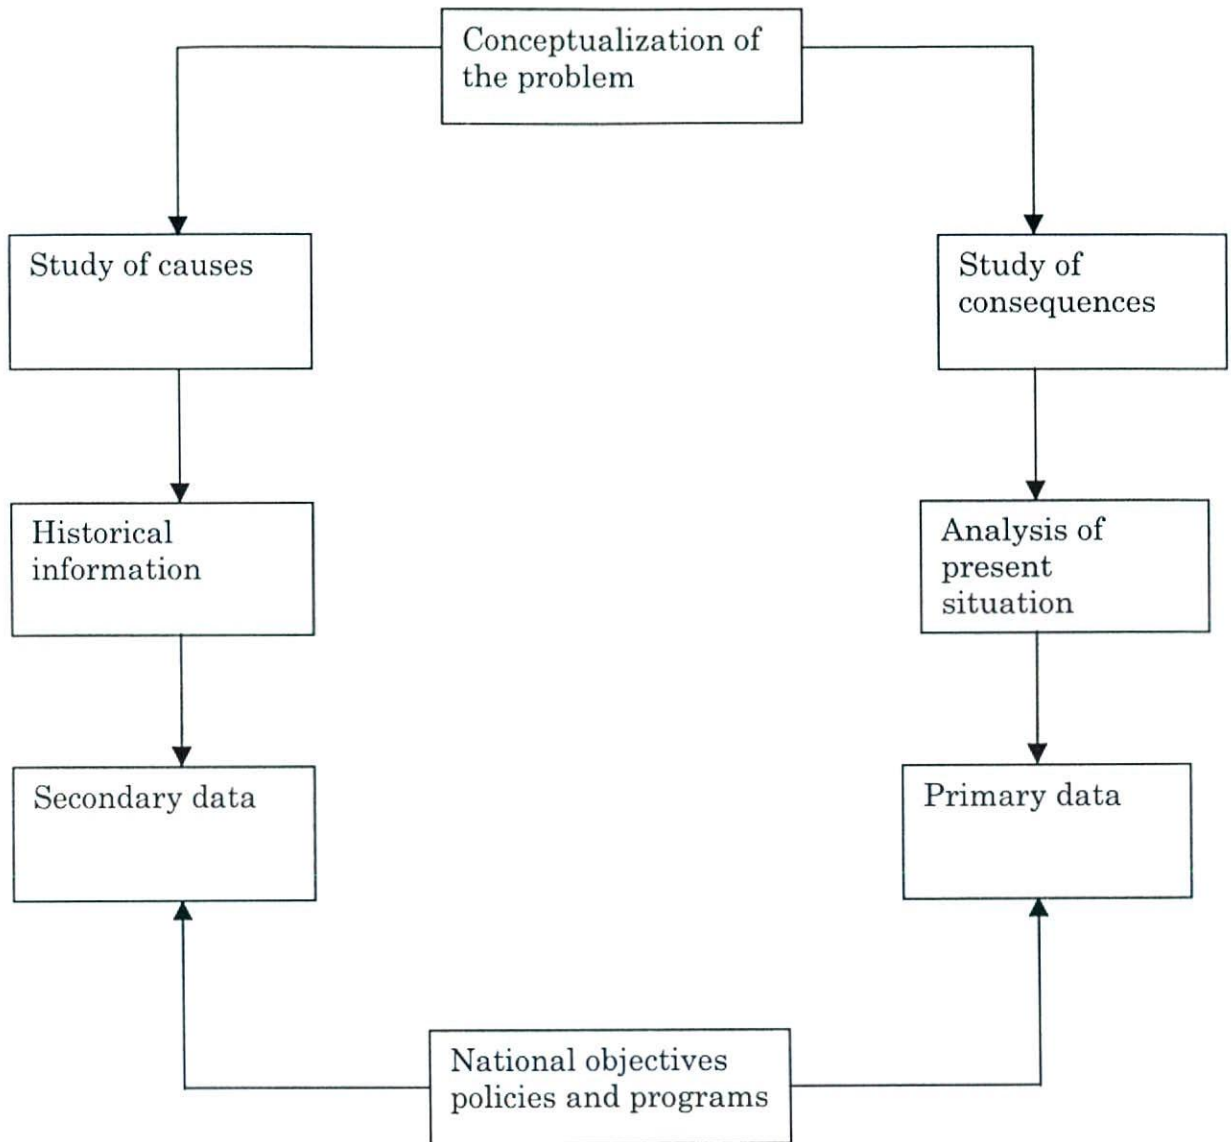 Conceptualization of
the problem
Study of causes
Study of
consequences
Historical
information
Analysis of
present
situation
Secondary data
Primary data
National objectives
policies and programs